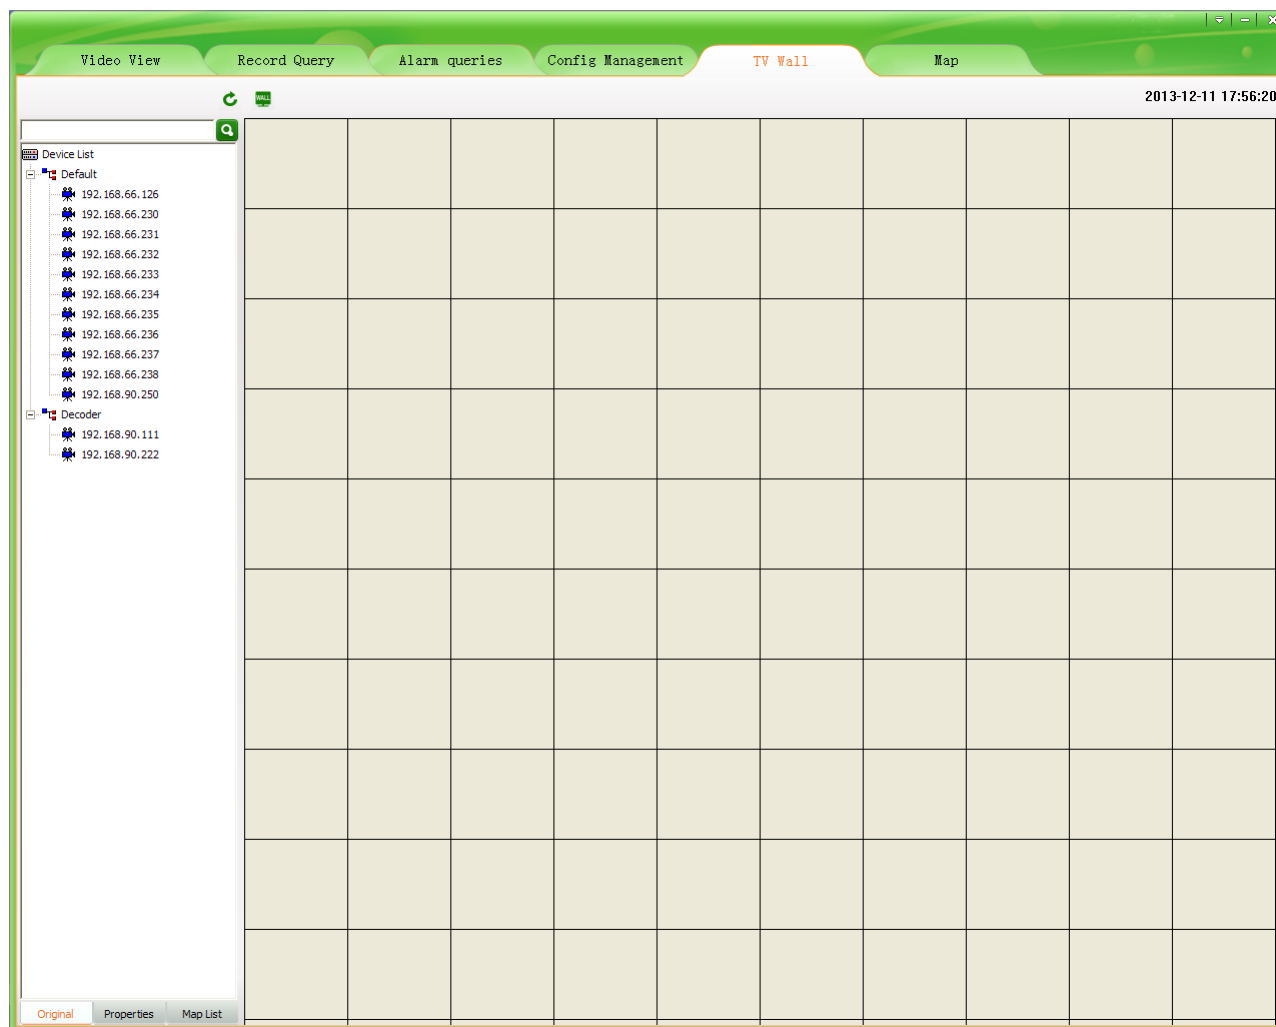 Video View Record Query Alarm queries Config Management TV Wall Map
WALL
2013-12-11 17:56:20
Device List
Default
192.168.66.126
192.168.66.230
192.168.66.231
192.168.66.232
192.168.66.233
192.168.66.234
192.168.66.235
192.168.66.236
192.168.66.237
192.168.66.238
192.168.90.250
Decoder
192.168.90.111
192.168.90.222
Original Properties Map List